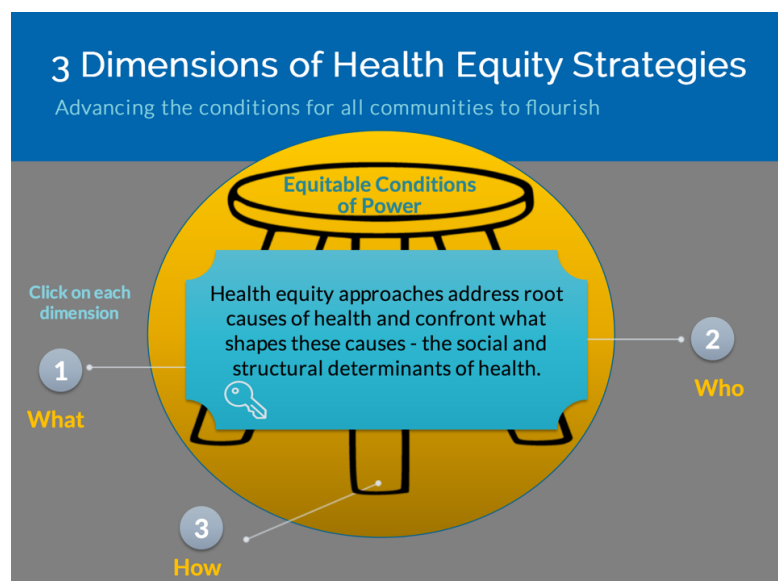 3 Dimensions of Health Equity Strategies
Advancing the conditions for all communities to flourish
Equitable Conditions
of Power
Click on each
dimension
Health equity approaches address root
causes of health and confront what
shapes these causes - the social and
structural determinants of health.
1
What
2
Who
3
How